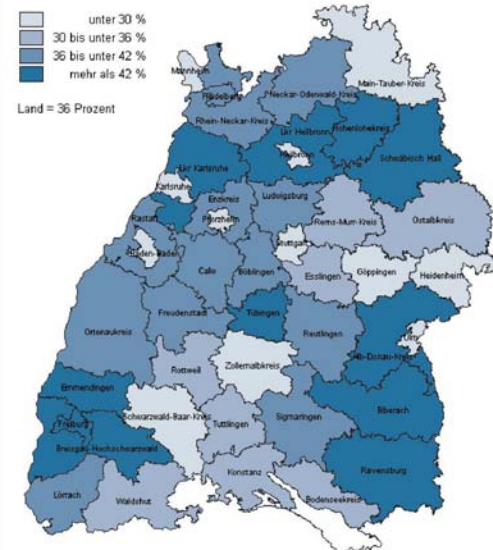 unter 30 %
30 bis unter 36 %
36 bis unter 42 %
mehr als 42 %
Land = 36 Prozent
Mannheim
Main-Tauber-Kreis
Heidelberg
Neckar-Odenwald-Kreis
Rhein-Neckar-Kreis
Lkr Heilbronn
Hohenlohekreis
Heilbronn
Schwäbisch Hall
Lkr Karlsruhe
Karlsruhe
Enzkreis
Ludwigsburg
Pforzheim
Rastatt
Rems-Murr-Kreis
Ostalbkreis
Stuttgart
Baden-Baden
Calw
Böblingen
Esslingen
Göppingen
Heidenheim
Freudenstadt
Tübingen
Reutlingen
Ulm
Alb-Donau-Kreis
Ortenaukreis
Zollernalbkreis
Rottweil
Emmendingen
Biberach
Schwarzwald-Baar-Kreis
Freiburg
Tuttlingen
Sigmaringen
Breisgau-Hochschwarzwald
Konstanz
Ravensburg
Lörrach
Waldshut
Bodenseekreis